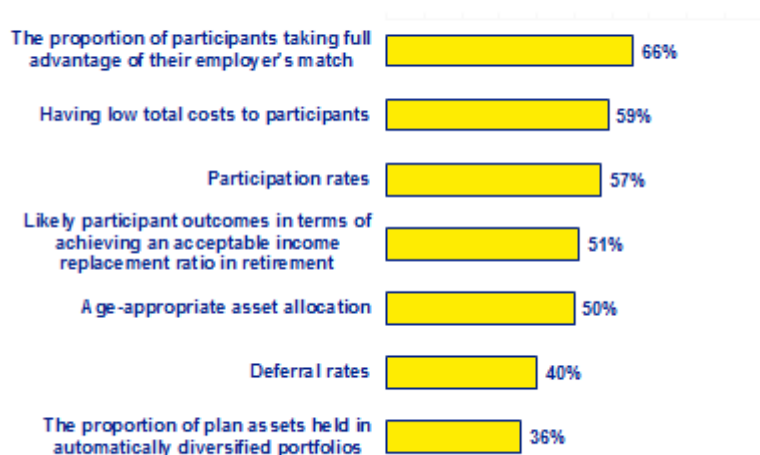 The proportion of participants taking full
advantage of their employer's match
66%
Having low total costs to participants
59%
Participation rates
57%
Likely participant outcomes in terms of
achieving an acceptable income
replacement ratio in retirement
51%
Age-appropriate asset allocation
50%
Deferral rates
40%
The proportion of plan assets held in
automatically diversified portfolios
36%